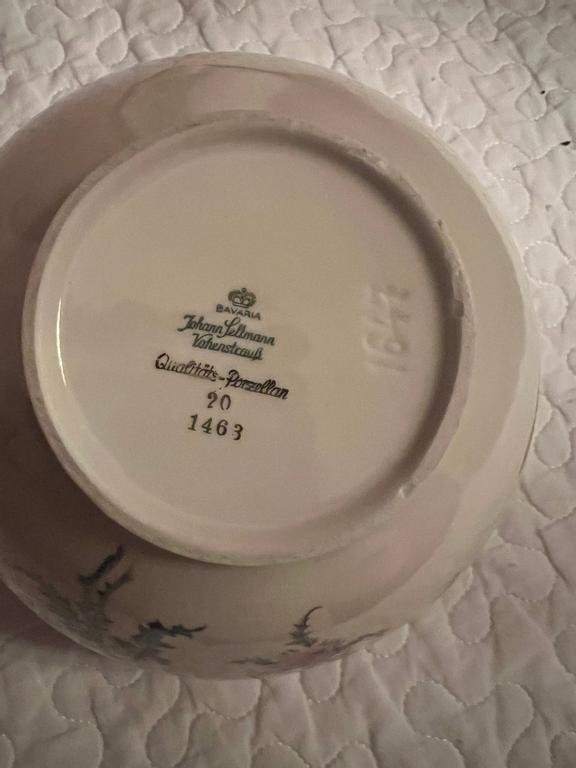 BAVARIA
Johann Seltmann
Vohenstrauß
Qualitäts-Porzellan
20
1463